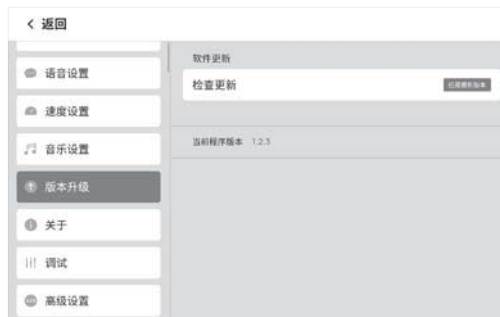 返回
语音设置
速度设置
音乐设置
版本升级
关于
调试
高级设置
软件更新
检查更新
已是最新版本
当前程序版本 1.2.3